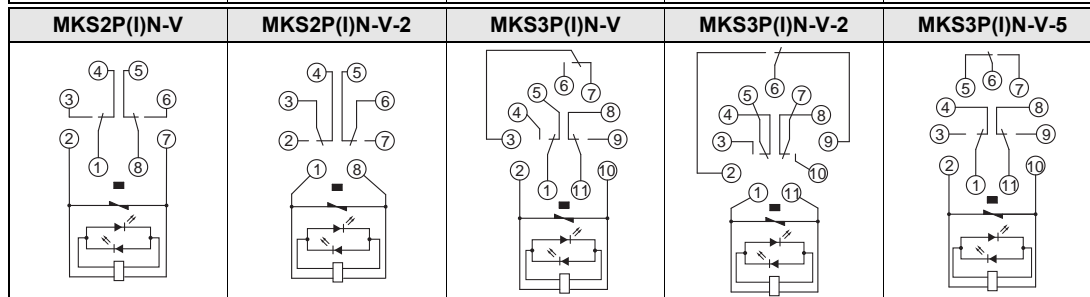 MKS2P(I)N-V MKS2P(I)N-V-2 MKS3P(I)N-V MKS3P(I)N-V-2 MKS3P(I)N-V-5
4 5 3 6 2 7 1 8
4 5 3 6 2 7 1 8
6 7 5 4 8 3 9 2 10 1 11
6 5 7 4 8 3 9 2 10 1 11
5 6 7 4 8 3 9 2 10 1 11